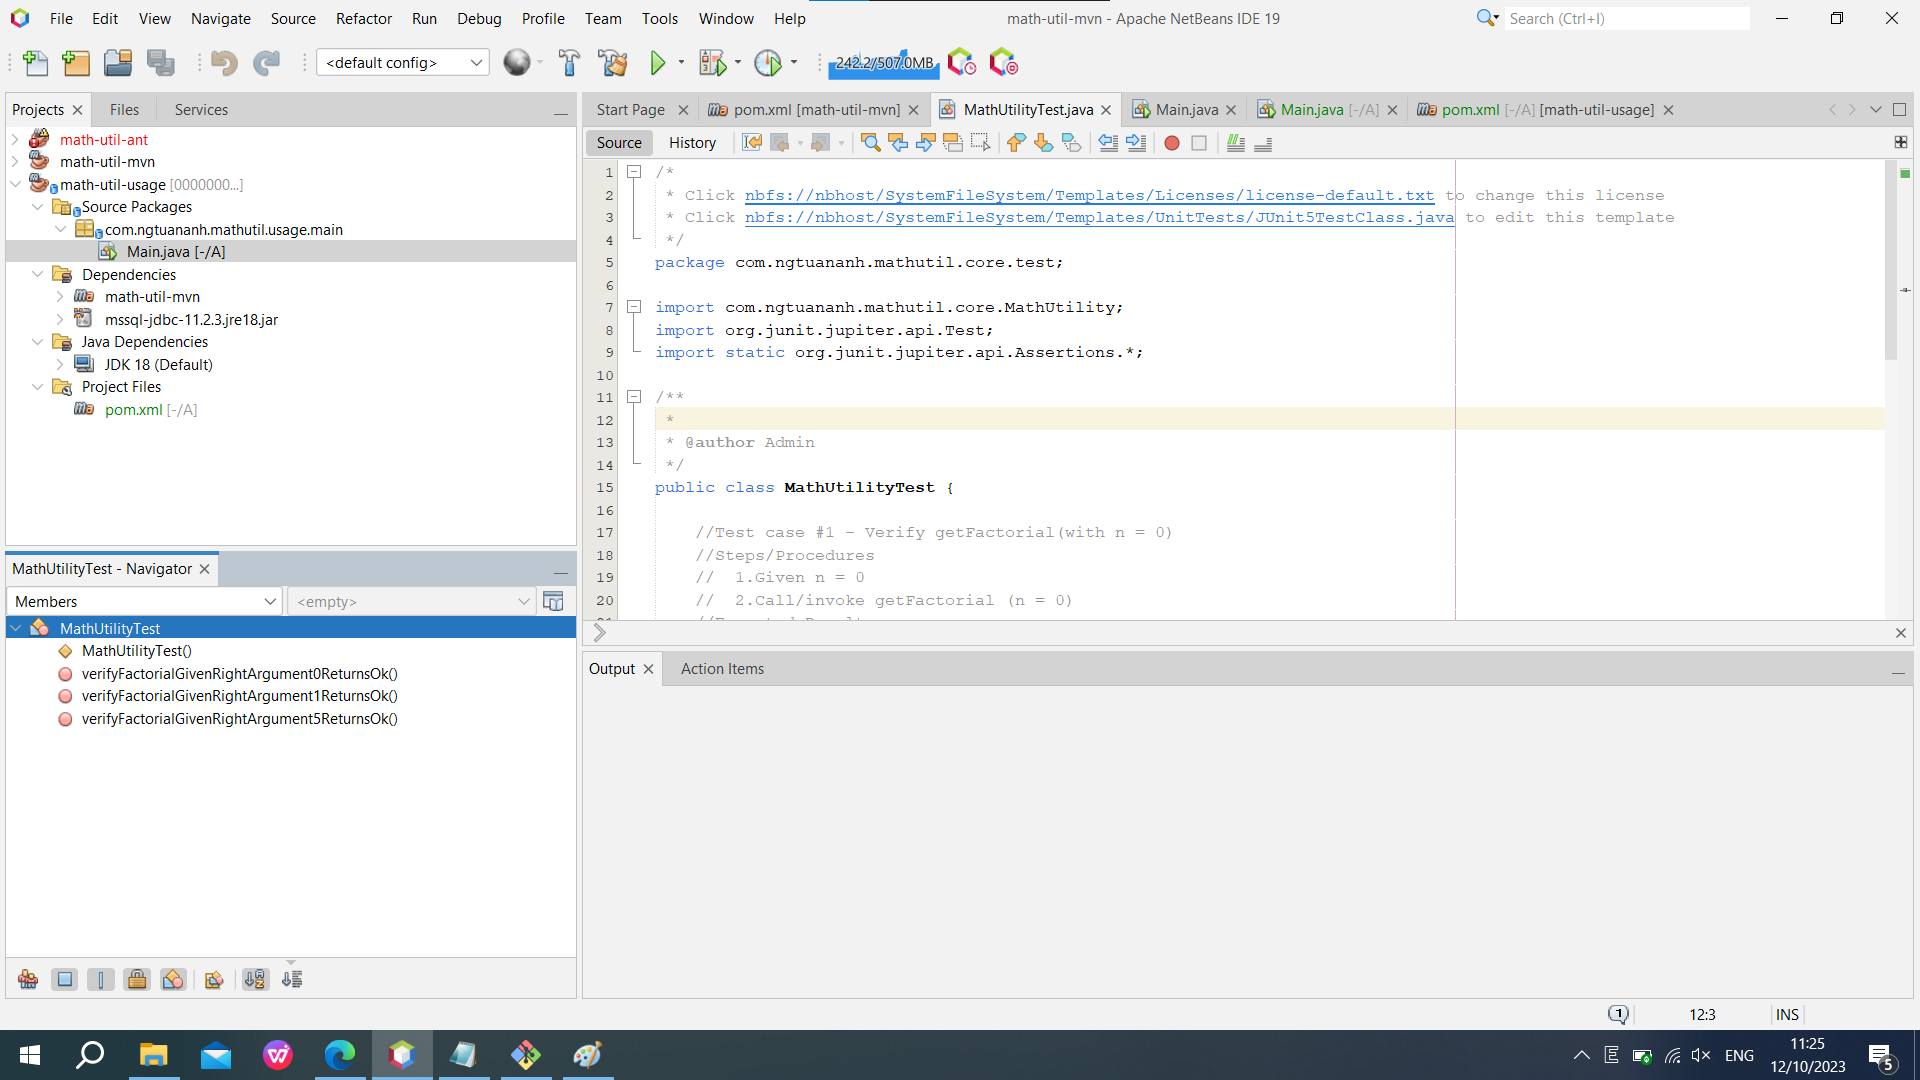 File Edit View Navigate Source Refactor Run Debug Profile Team Tools Window Help
math-util-mvn - Apache NetBeans IDE 19
Search (Ctrl+I)
<default config>
242.2/507.0MB
Projects Files Services
math-util-ant
math-util-mvn
math-util-usage [0000000...]
Source Packages
com.ngtuananh.mathutil.usage.main
Main.java [-/A]
Dependencies
math-util-mvn
mssql-jdbc-11.2.3.jre18.jar
Java Dependencies
JDK 18 (Default)
Project Files
pom.xml [-/A]
MathUtilityTest - Navigator
Members
<empty>
MathUtilityTest
MathUtilityTest()
verifyFactorialGivenRightArgument0ReturnsOk()
verifyFactorialGivenRightArgument1ReturnsOk()
verifyFactorialGivenRightArgument5ReturnsOk()
Start Page pom.xml [math-util-mvn] MathUtilityTest.java Main.java Main.java [-/A] pom.xml [-/A] [math-util-usage]
Source History
1 /*
2 * Click nbfs://nbhost/SystemFileSystem/Templates/Licenses/license-default.txt to change this license
3 * Click nbfs://nbhost/SystemFileSystem/Templates/UnitTests/JUnit5TestClass.java to edit this template
4 */
5 package com.ngtuananh.mathutil.core.test;
6
7 import com.ngtuananh.mathutil.core.MathUtility;
8 import org.junit.jupiter.api.Test;
9 import static org.junit.jupiter.api.Assertions.*;
10
11 /**
12 *
13 * @author Admin
14 */
15 public class MathUtilityTest {
16
17 //Test case #1 - Verify getFactorial(with n = 0)
18 //Steps/Procedures
19 // 1.Given n = 0
20 // 2.Call/invoke getFactorial (n = 0)
Output Action Items
1
12:3
INS
ENG
11:25
12/10/2023
5